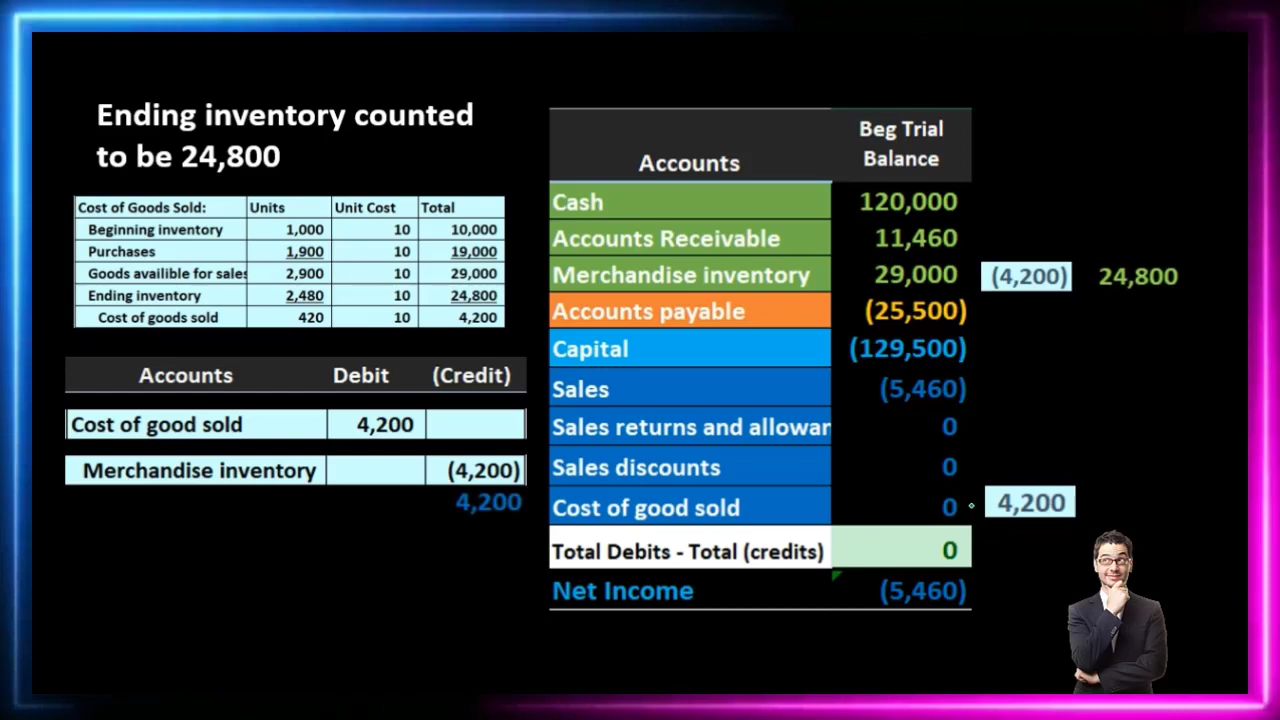 Ending inventory counted
to be 24,800
Cost of Goods Sold: Units Unit Cost Total
Beginning inventory 1,000 10 10,000
Purchases 1,900 10 19,000
Goods availible for sales 2,900 10 29,000
Ending inventory 2,480 10 24,800
Cost of goods sold 420 10 4,200
Accounts Debit (Credit)
Cost of good sold 4,200
Merchandise inventory (4,200)
4,200
Beg Trial
Accounts Balance
Cash 120,000
Accounts Receivable 11,460
Merchandise inventory 29,000 (4,200) 24,800
Accounts payable (25,500)
Capital (129,500)
Sales (5,460)
Sales returns and allowar 0
Sales discounts 0
Cost of good sold 0 4,200
Total Debits - Total (credits) 0
Net Income (5,460)